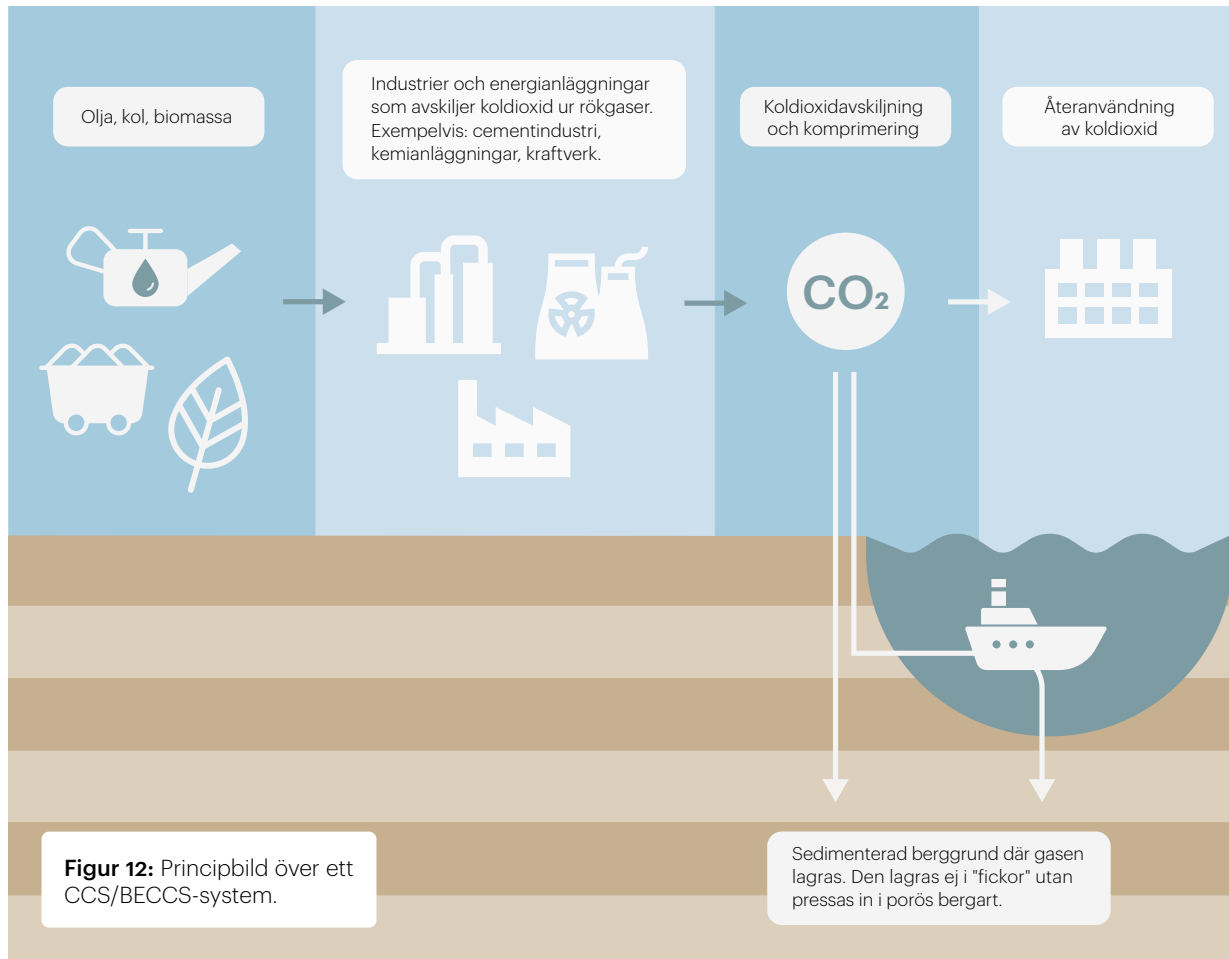 Olja, kol, biomassa
Industrier och energianläggningar
som avskiljer koldioxid ur rökgaser.
Exempelvis: cementindustri,
kemianläggningar, kraftverk.
Koldioxidavskiljning
och komprimering
Återanvändning
av koldioxid
CO₂
Figur 12: Principbild över ett
CCS/BECCS-system.
Sedimenterad berggrund där gasen
lagras. Den lagras ej i "fickor" utan
pressas in i porös bergart.